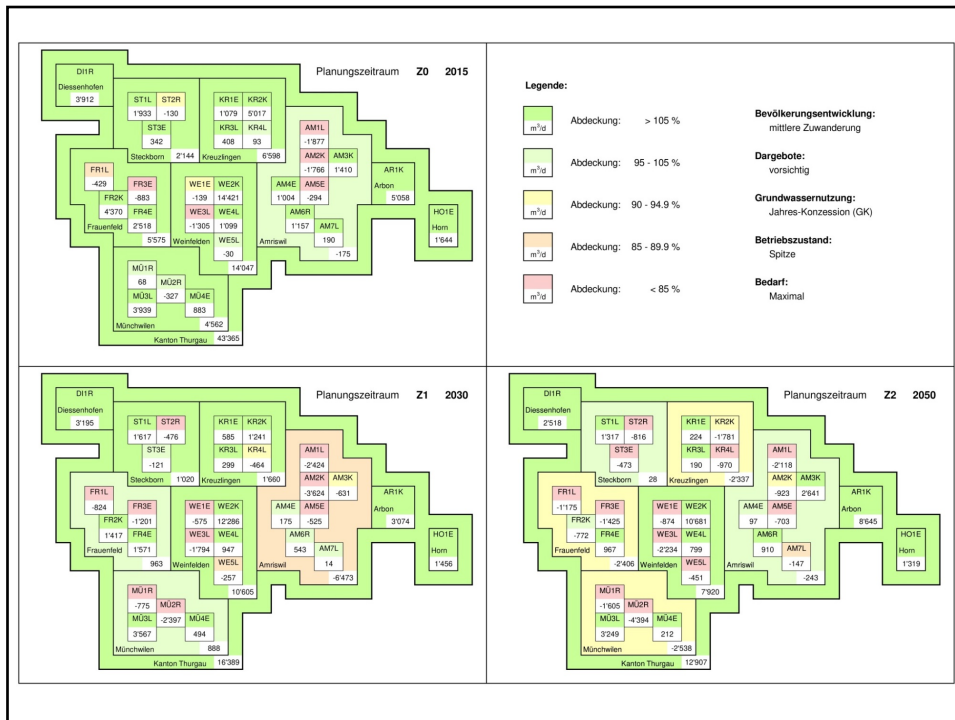 Planungszeitraum Z0 2015
DI1R
Diessenhofen
3'912
ST1L ST2R
1'933 -130
ST3E
342
Steckborn 2'144
KR1E KR2K
1'079 5'017
KR3L KR4L
408 93
Kreuzlingen 6'598
AM1L
-1'877
AM2K AM3K
-1'766 1'410
AM4E AM5E
1'004 -294
AM6R
1'157
AM7L
190
Amriswil -175
AR1K
Arbon
5'058
HO1E
Horn
1'644
FR1L
-429
FR3E
-883
FR2K
4'370
FR4E
2'518
Frauenfeld 5'575
WE1E WE2K
-139 14'421
WE3L WE4L
-1'305 1'099
WE5L
-30
Weinfelden 14'047
MÜ1R
68
MÜ2R
-327
MÜ3L MÜ4E
3'939 883
Münchwilen 4'562
Kanton Thurgau 43'365
Legende:
m³/d Abdeckung: > 105 %
m³/d Abdeckung: 95 - 105 %
m³/d Abdeckung: 90 - 94.9 %
m³/d Abdeckung: 85 - 89.9 %
m³/d Abdeckung: < 85 %
Bevölkerungsentwicklung:
mittlere Zuwanderung
Dargebote:
vorsichtig
Grundwassernutzung:
Jahres-Konzession (GK)
Betriebszustand:
Spitze
Bedarf:
Maximal
Planungszeitraum Z1 2030
DI1R
Diessenhofen
3'195
ST1L ST2R
1'617 -476
ST3E
-121
Steckborn 1'020
KR1E KR2K
585 1'241
KR3L KR4L
299 -464
Kreuzlingen 1'660
AM1L
-2'424
AM2K AM3K
-3'624 -631
AM4E AM5E
175 -525
AM6R
543
AM7L
14
Amriswil -6'473
AR1K
Arbon
3'074
HO1E
Horn
1'456
FR1L
-824
FR3E
-1'201
FR2K
1'417
FR4E
1'571
Frauenfeld 963
WE1E WE2K
-575 12'286
WE3L WE4L
-1'794 947
WE5L
-257
Weinfelden 10'605
MÜ1R
-775
MÜ2R
-2'397
MÜ3L MÜ4E
3'567 494
Münchwilen 888
Kanton Thurgau 16'389
Planungszeitraum Z2 2050
DI1R
Diessenhofen
2'518
ST1L ST2R
1'317 -816
ST3E
-473
Steckborn 28
KR1E KR2K
224 -1'781
KR3L KR4L
190 -970
Kreuzlingen -2'337
AM1L
-2'118
AM2K AM3K
-923 2'641
AM4E AM5E
97 -703
AM6R
910
AM7L
-147
Amriswil -243
AR1K
Arbon
8'645
HO1E
Horn
1'319
FR1L
-1'175
FR3E
-1'425
FR2K
-772
FR4E
967
Frauenfeld -2'406
WE1E WE2K
-874 10'681
WE3L WE4L
-2'234 799
WE5L
-451
Weinfelden 7'920
MÜ1R
-1'605
MÜ2R
-4'394
MÜ3L MÜ4E
3'249 212
Münchwilen -2'538
Kanton Thurgau 12'907